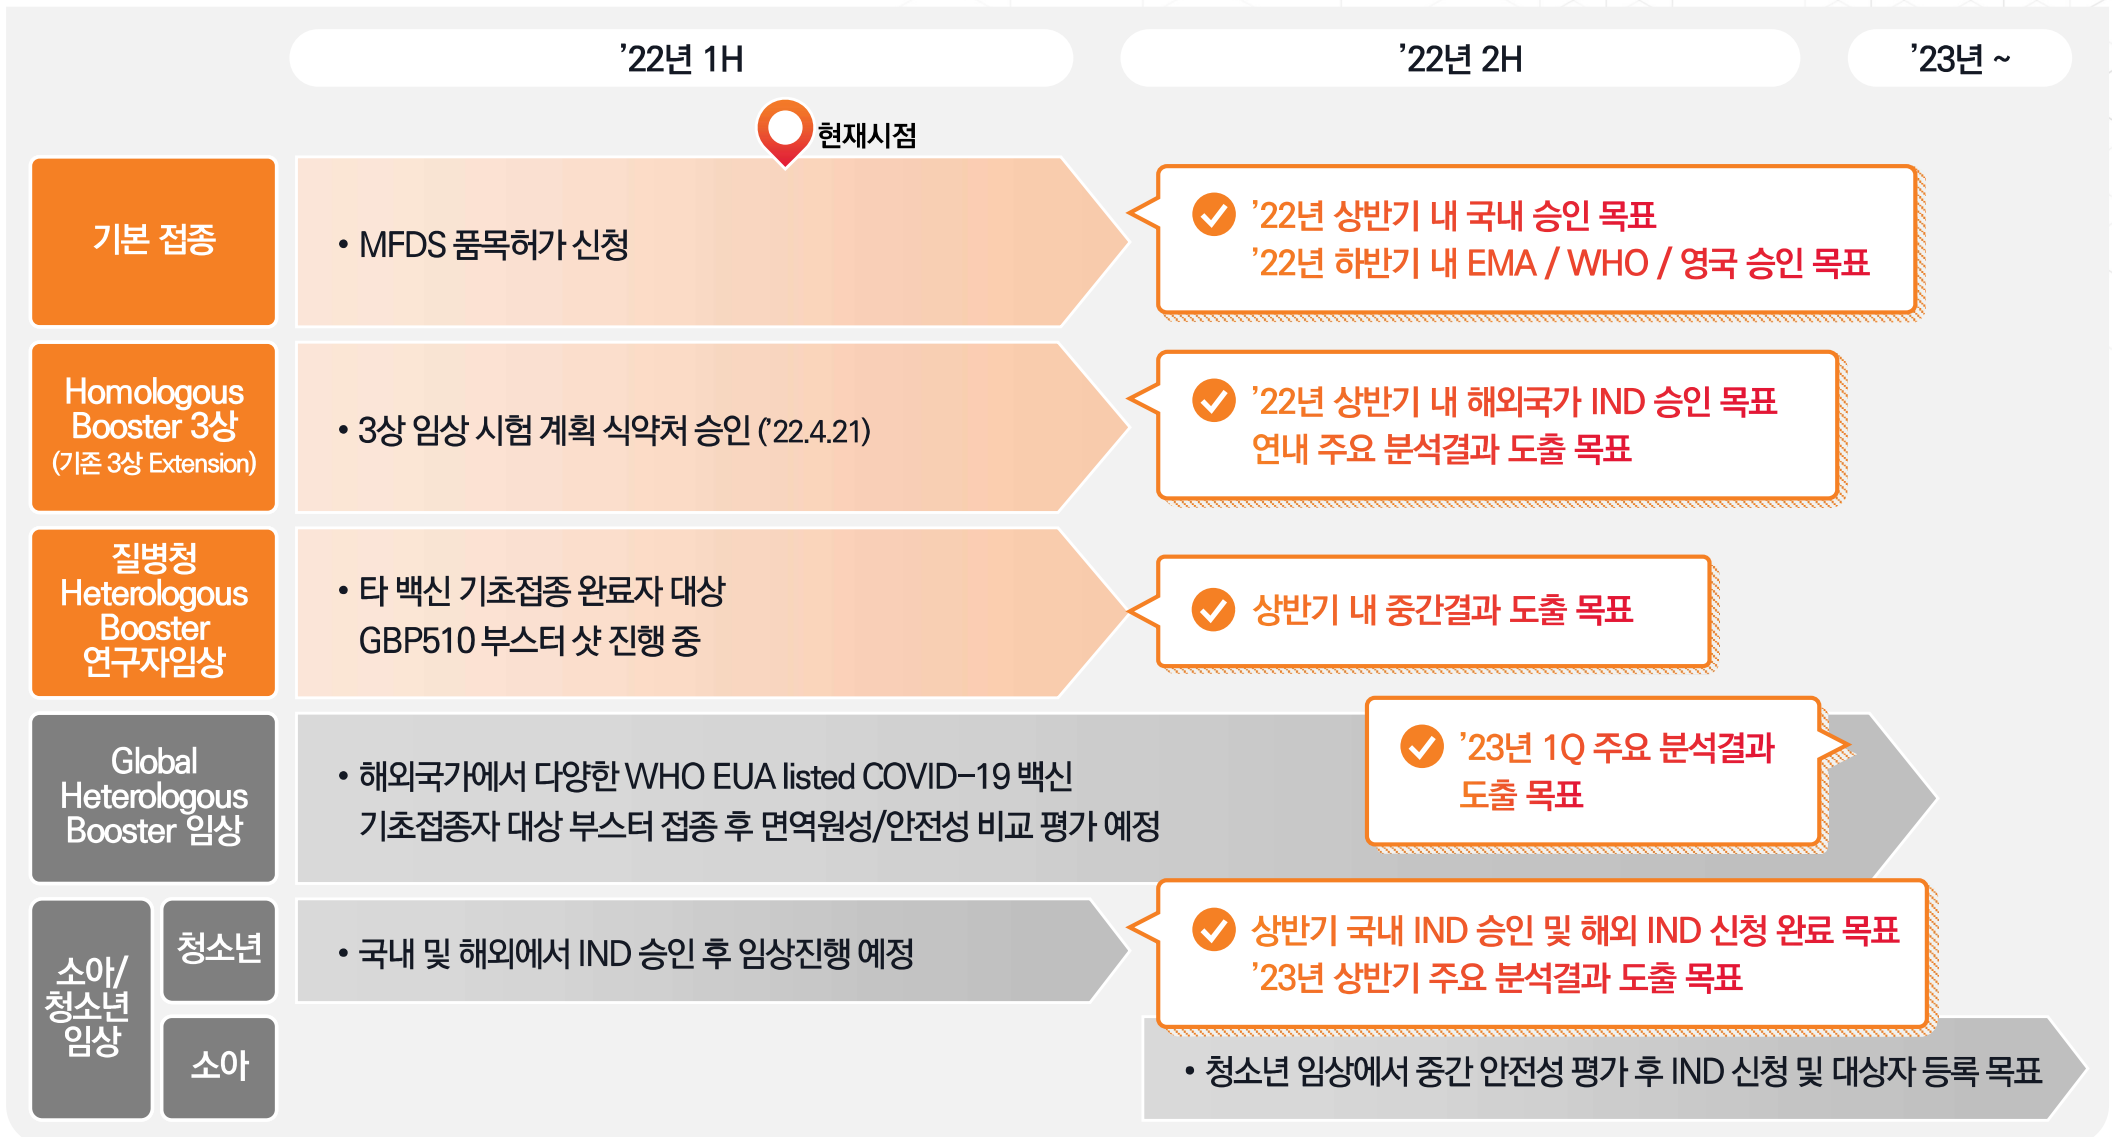 ’22년 1H
’22년 2H
’23년 ~
현재시점
기본 접종
• MFDS 품목허가 신청
’22년 상반기 내 국내 승인 목표
’22년 하반기 내 EMA / WHO / 영국 승인 목표
Homologous
Booster 3상
(기존 3상 Extension)
• 3상 임상 시험 계획 식약처 승인 (’22.4.21)
’22년 상반기 내 해외국가 IND 승인 목표
연내 주요 분석결과 도출 목표
질병청
Heterologous
Booster
연구자임상
• 타 백신 기초접종 완료자 대상
GBP510 부스터 샷 진행 중
상반기 내 중간결과 도출 목표
Global
Heterologous
Booster 임상
• 해외국가에서 다양한 WHO EUA listed COVID-19 백신
기초접종자 대상 부스터 접종 후 면역원성/안전성 비교 평가 예정
’23년 1Q 주요 분석결과
도출 목표
소아/
청소년
임상
청소년
• 국내 및 해외에서 IND 승인 후 임상진행 예정
상반기 국내 IND 승인 및 해외 IND 신청 완료 목표
’23년 상반기 주요 분석결과 도출 목표
소아
• 청소년 임상에서 중간 안전성 평가 후 IND 신청 및 대상자 등록 목표